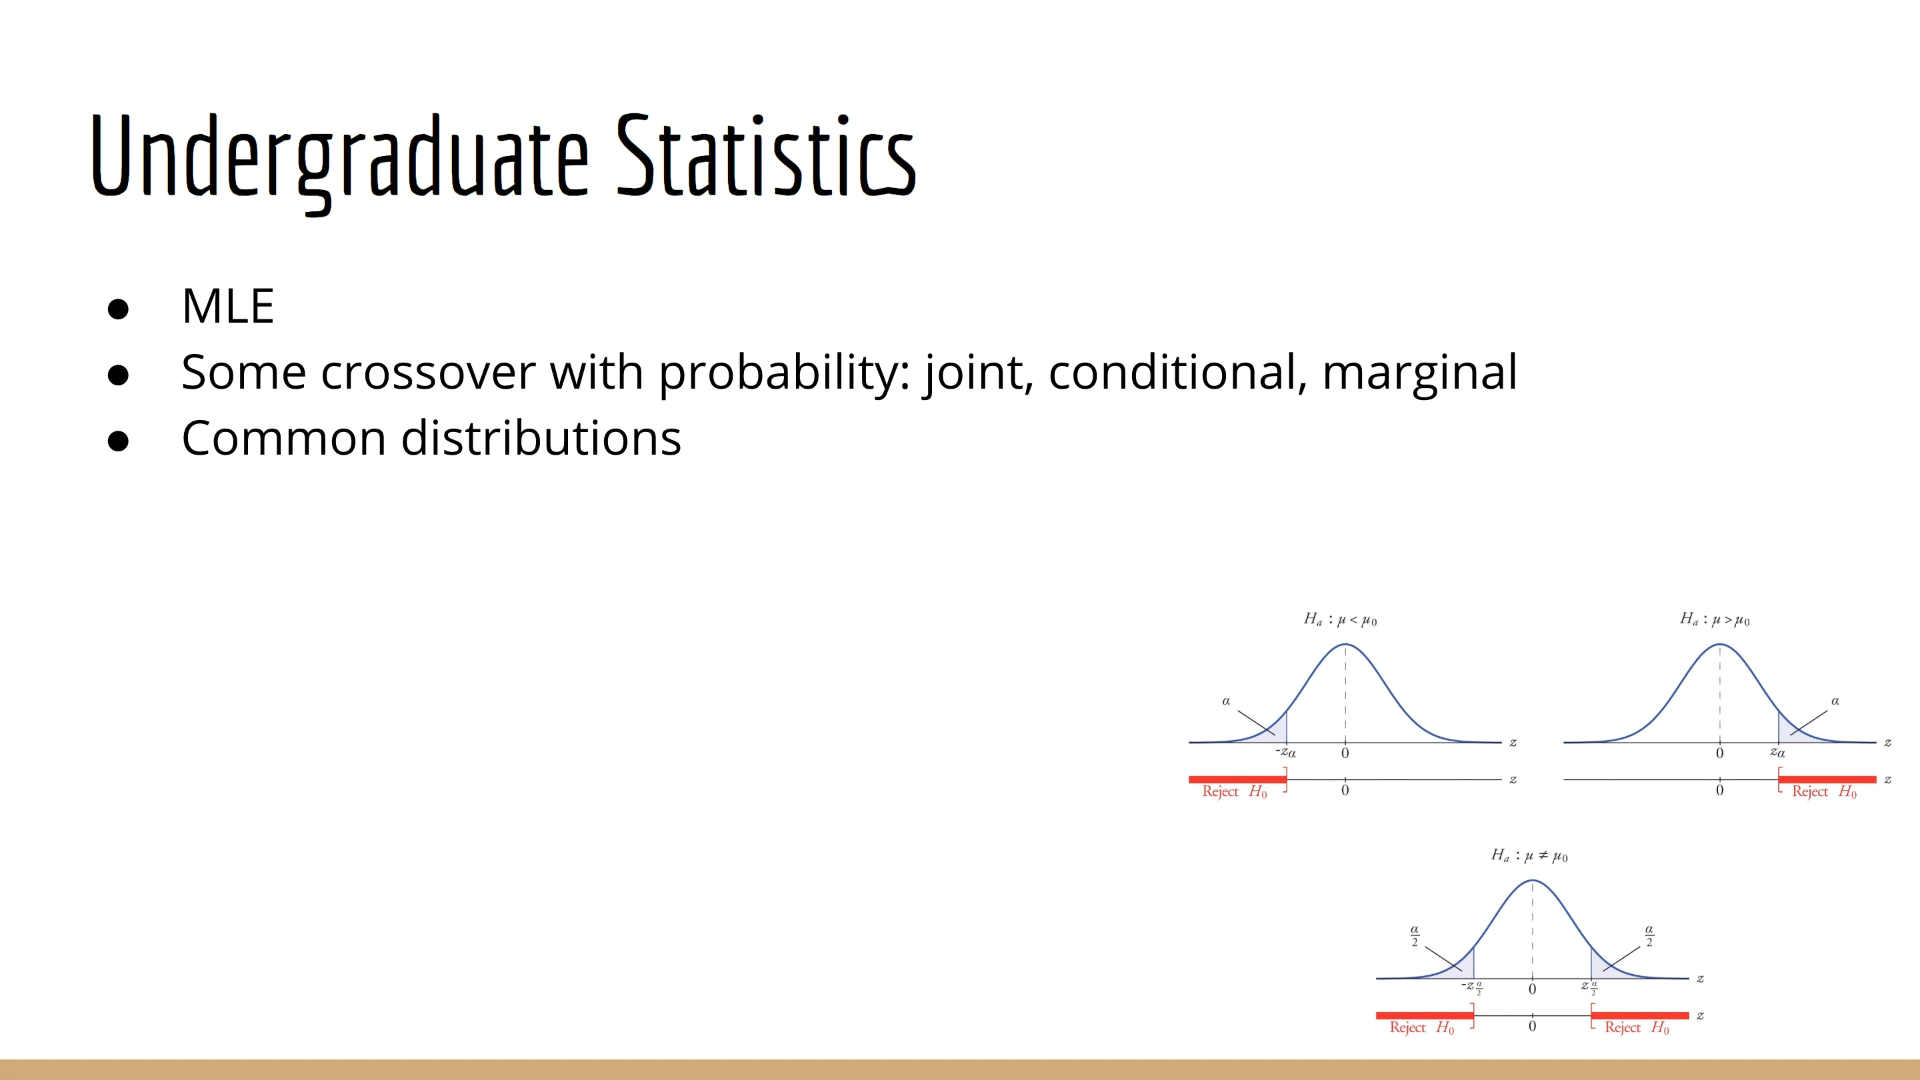 Undergraduate Statistics
● MLE
● Some crossover with probability: joint, conditional, marginal
● Common distributions
Hₐ : μ < μ₀
α
-zα 0 z
0 z
Reject H₀
Hₐ : μ > μ₀
α
0 zα z
0 z
Reject H₀
Hₐ : μ ≠ μ₀
α/2 α/2
-z α/2 0 z α/2 z
0 z
Reject H₀ Reject H₀